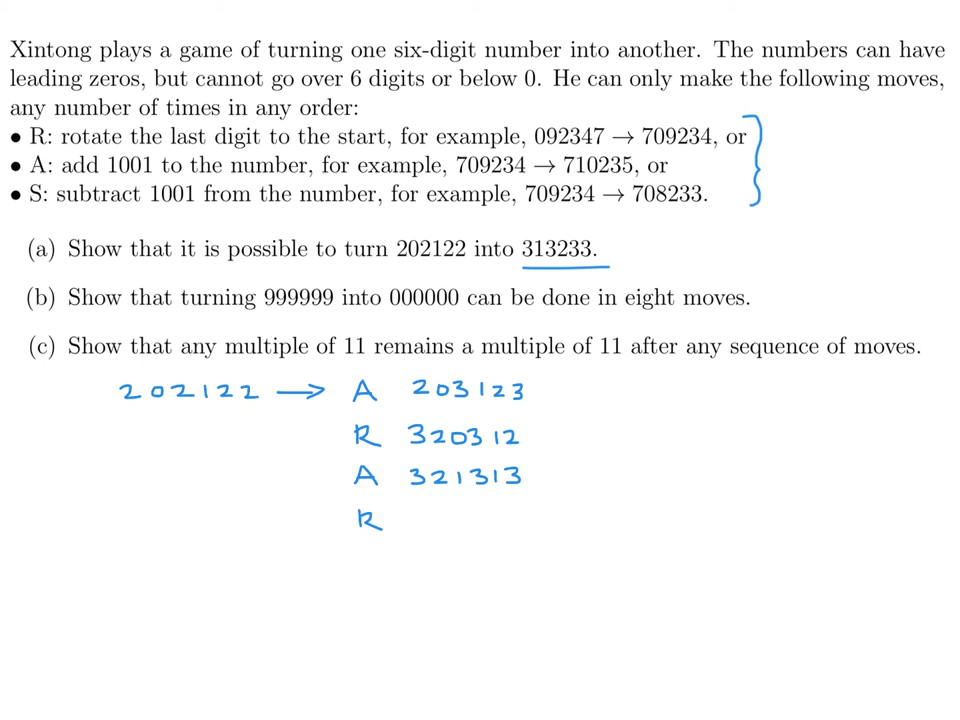 Xintong plays a game of turning one six-digit number into another. The numbers can have
leading zeros, but cannot go over 6 digits or below 0. He can only make the following moves,
any number of times in any order:
• R: rotate the last digit to the start, for example, 092347 → 709234, or
• A: add 1001 to the number, for example, 709234 → 710235, or
• S: subtract 1001 from the number, for example, 709234 → 708233.
(a) Show that it is possible to turn 202122 into 313233.
(b) Show that turning 999999 into 000000 can be done in eight moves.
(c) Show that any multiple of 11 remains a multiple of 11 after any sequence of moves.
202122 → A 203123
R 320312
A 321313
R